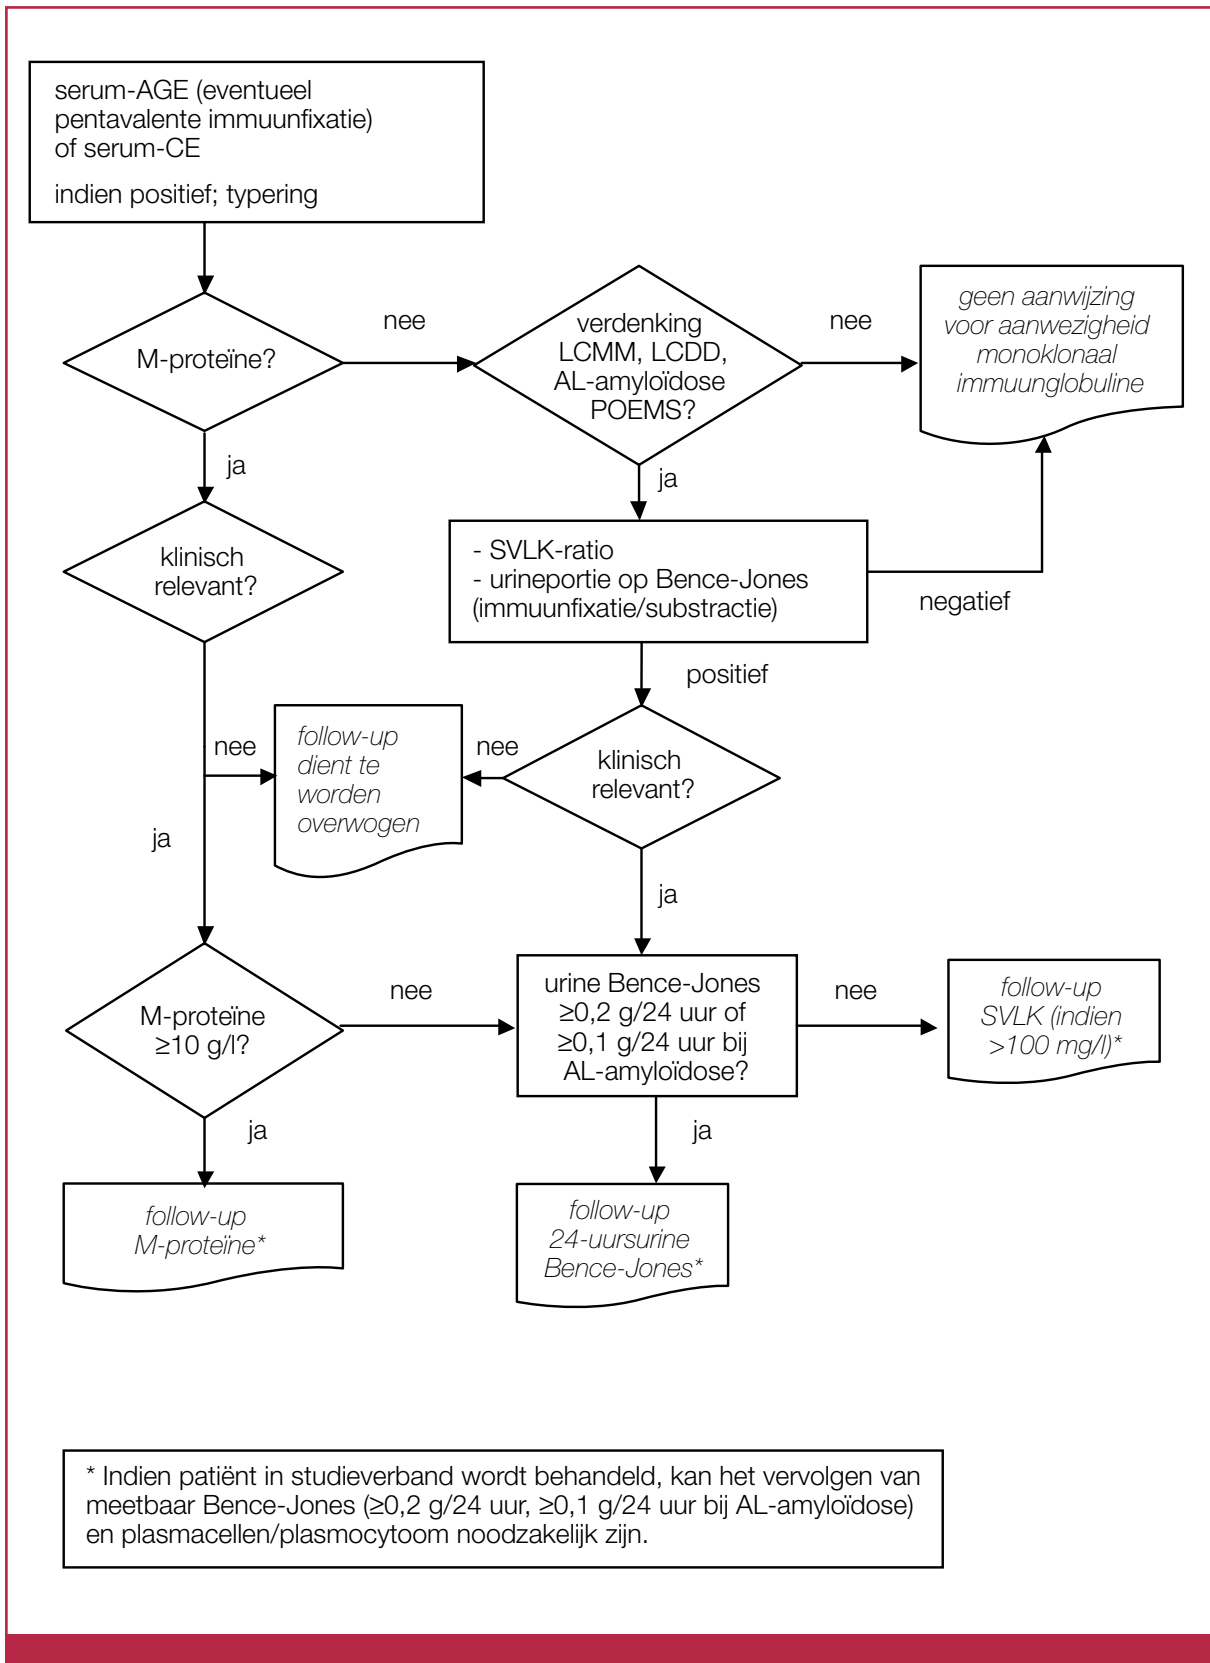 serum-AGE (eventueel
pentavalente immuunfixatie)
of serum-CE
indien positief; typering
M-proteïne?
nee
verdenking
LCMM, LCDD,
AL-amyloïdose
POEMS?
nee
geen aanwijzing
voor aanwezigheid
monoklonaal
immuunglobuline
ja
ja
klinisch
relevant?
- SVLK-ratio
- urineportie op Bence-Jones
(immuunfixatie/substractie)
negatief
positief
nee
follow-up
dient te
worden
overwogen
nee
klinisch
relevant?
ja
ja
M-proteïne
≥10 g/l?
nee
urine Bence-Jones
≥0,2 g/24 uur of
≥0,1 g/24 uur bij
AL-amyloïdose?
nee
follow-up
SVLK (indien
>100 mg/l)*
ja
ja
follow-up
M-proteïne*
follow-up
24-uursurine
Bence-Jones*
* Indien patiënt in studieverband wordt behandeld, kan het vervolgen van
meetbaar Bence-Jones (≥0,2 g/24 uur, ≥0,1 g/24 uur bij AL-amyloïdose)
en plasmacellen/plasmocytoom noodzakelijk zijn.